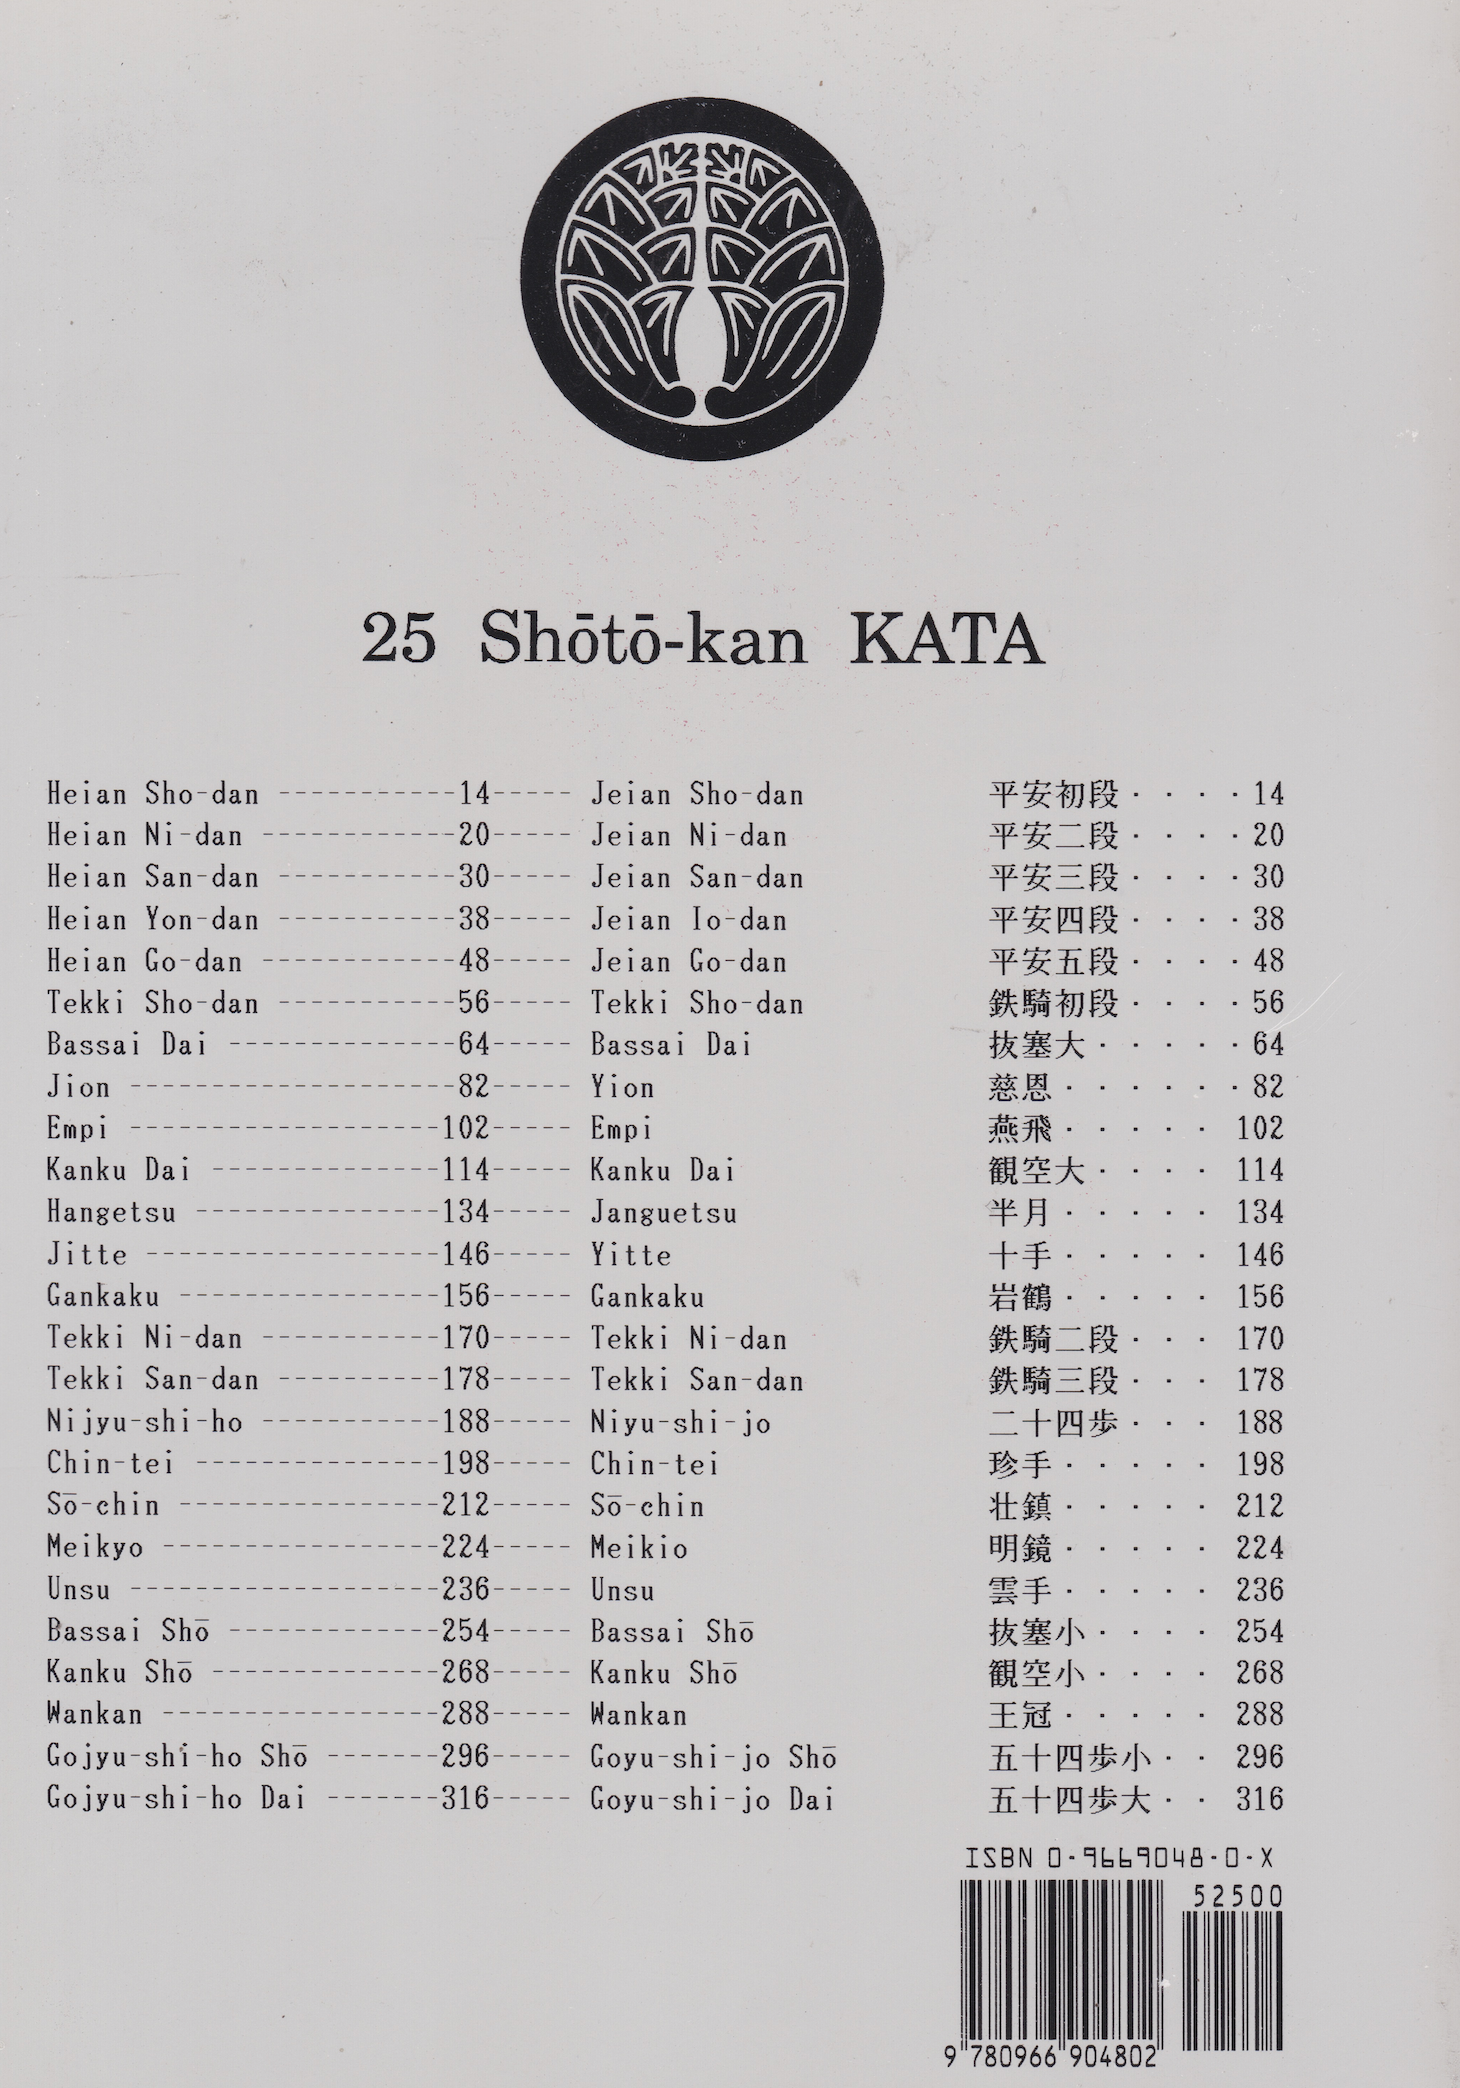 25 Shōtō-kan KATA
Heian Sho-dan -----------14----- Jeian Sho-dan 平安初段 · · · · 14
Heian Ni-dan ------------20----- Jeian Ni-dan 平安二段 · · · · 20
Heian San-dan -----------30----- Jeian San-dan 平安三段 · · · · 30
Heian Yon-dan -----------38----- Jeian Io-dan 平安四段 · · · · 38
Heian Go-dan ------------48----- Jeian Go-dan 平安五段 · · · · 48
Tekki Sho-dan -----------56----- Tekki Sho-dan 鉄騎初段 · · · · 56
Bassai Dai --------------64----- Bassai Dai 抜塞大 · · · · · 64
Jion --------------------82----- Yion 慈恩 · · · · · · 82
Empi -------------------102----- Empi 燕飛 · · · · · 102
Kanku Dai --------------114----- Kanku Dai 観空大 · · · · 114
Hangetsu ---------------134----- Janguetsu 半月 · · · · · 134
Jitte ------------------146----- Yitte 十手 · · · · · 146
Gankaku ----------------156----- Gankaku 岩鶴 · · · · · 156
Tekki Ni-dan -----------170----- Tekki Ni-dan 鉄騎二段 · · · 170
Tekki San-dan ----------178----- Tekki San-dan 鉄騎三段 · · · 178
Nijyu-shi-ho -----------188----- Niyu-shi-jo 二十四歩 · · · 188
Chin-tei ---------------198----- Chin-tei 珍手 · · · · · 198
Sō-chin ----------------212----- Sō-chin 壮鎮 · · · · · 212
Meikyo -----------------224----- Meikio 明鏡 · · · · · 224
Unsu -------------------236----- Unsu 雲手 · · · · · 236
Bassai Shō -------------254----- Bassai Shō 抜塞小 · · · · 254
Kanku Shō --------------268----- Kanku Shō 観空小 · · · · 268
Wankan -----------------288----- Wankan 王冠 · · · · · 288
Gojyu-shi-ho Shō -------296----- Goyu-shi-jo Shō 五十四歩小 · · 296
Gojyu-shi-ho Dai -------316----- Goyu-shi-jo Dai 五十四歩大 · · 316
ISBN 0-9669048-0-X
52500
9 780966 904802